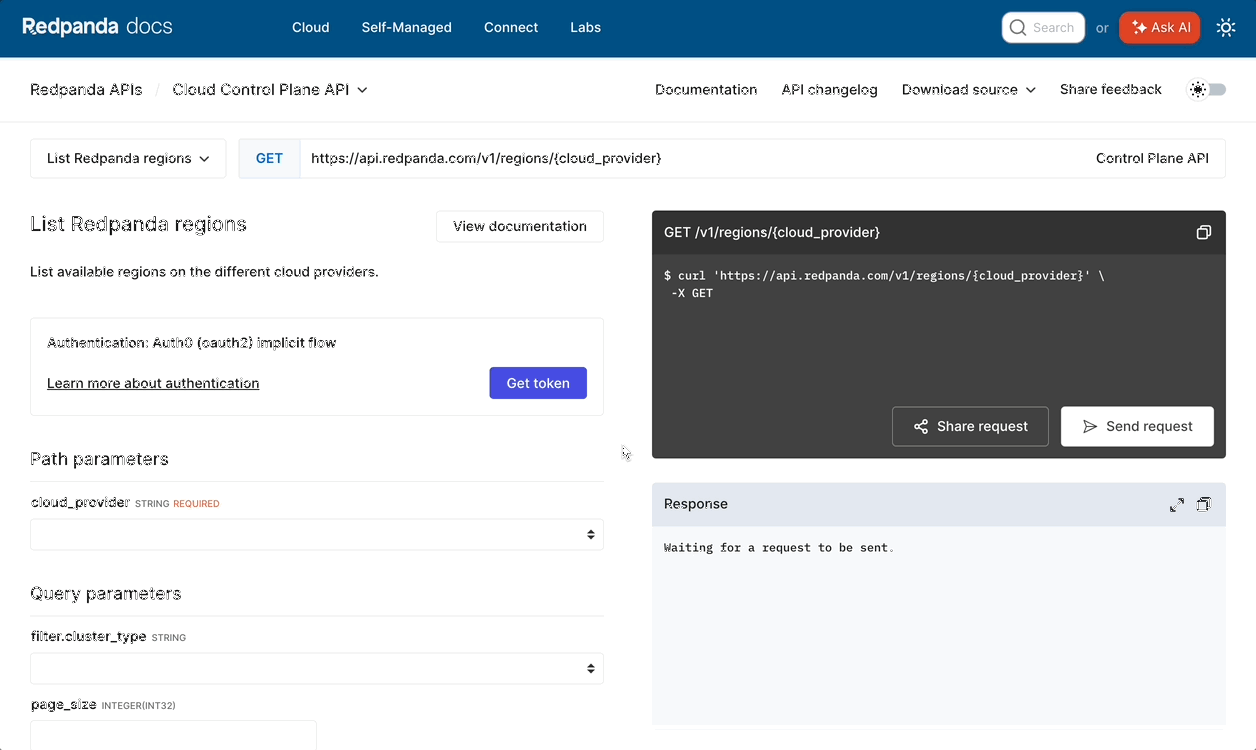 Redpanda docs
Cloud Self-Managed Connect Labs
Search or Ask AI
Redpanda APIs / Cloud Control Plane API
Documentation API changelog Download source Share feedback
List Redpanda regions
GET https://api.redpanda.com/v1/regions/{cloud_provider} Control Plane API
List Redpanda regions
View documentation
List available regions on the different cloud providers.
Authentication: Auth0 (oauth2) implicit flow
Learn more about authentication
Get token
Path parameters
cloud_provider STRING REQUIRED
Query parameters
filter.cluster_type STRING
page_size INTEGER(INT32)
GET /v1/regions/{cloud_provider}
$ curl 'https://api.redpanda.com/v1/regions/{cloud_provider}' \
-X GET
Share request
Send request
Response
Waiting for a request to be sent.